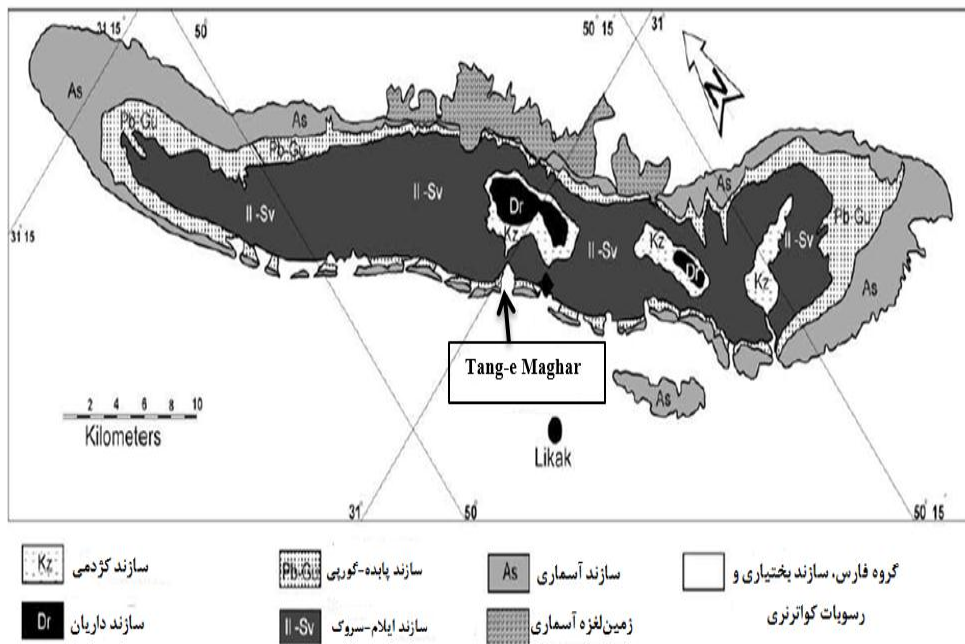 31 15
50
50 15
31
N
As
Pb-Gu
As
Pb-Gu
Il-Sv
Il-Sv
Dr
Kz
Il-Sv
Kz
Dr
As
Il-Sv
Kz
Pb-Gu
As
31 15
Tang-e Maghar
As
2 4 6 8 10
Kilometers
Likak
31
50
50 15
Kz سازند کژدمی
Pb-Gu سازند پابده-گورپی
As سازند آسماری
گروه فارس، سازند بختیاری و
رسوبات کواترنری
Dr سازند داریان
Il-Sv سازند ایلام-سروک
زمین‌لغزه آسماری